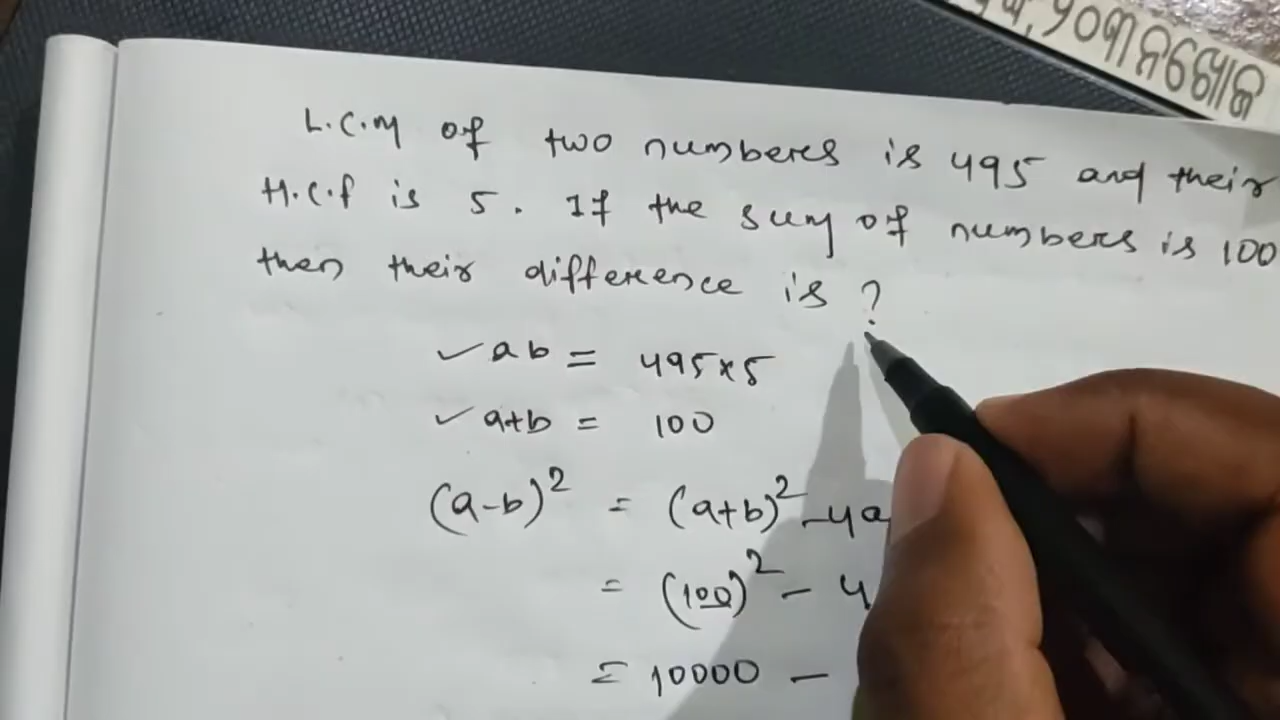 L.C.M of two numbers is 495 and their
H.C.f is 5. If the sum of numbers is 100
then their difference is ?
✓ ab = 495×5
✓ a+b = 100
(a-b)² = (a+b)² - 4a
= (100)² - 4
= 10000 -